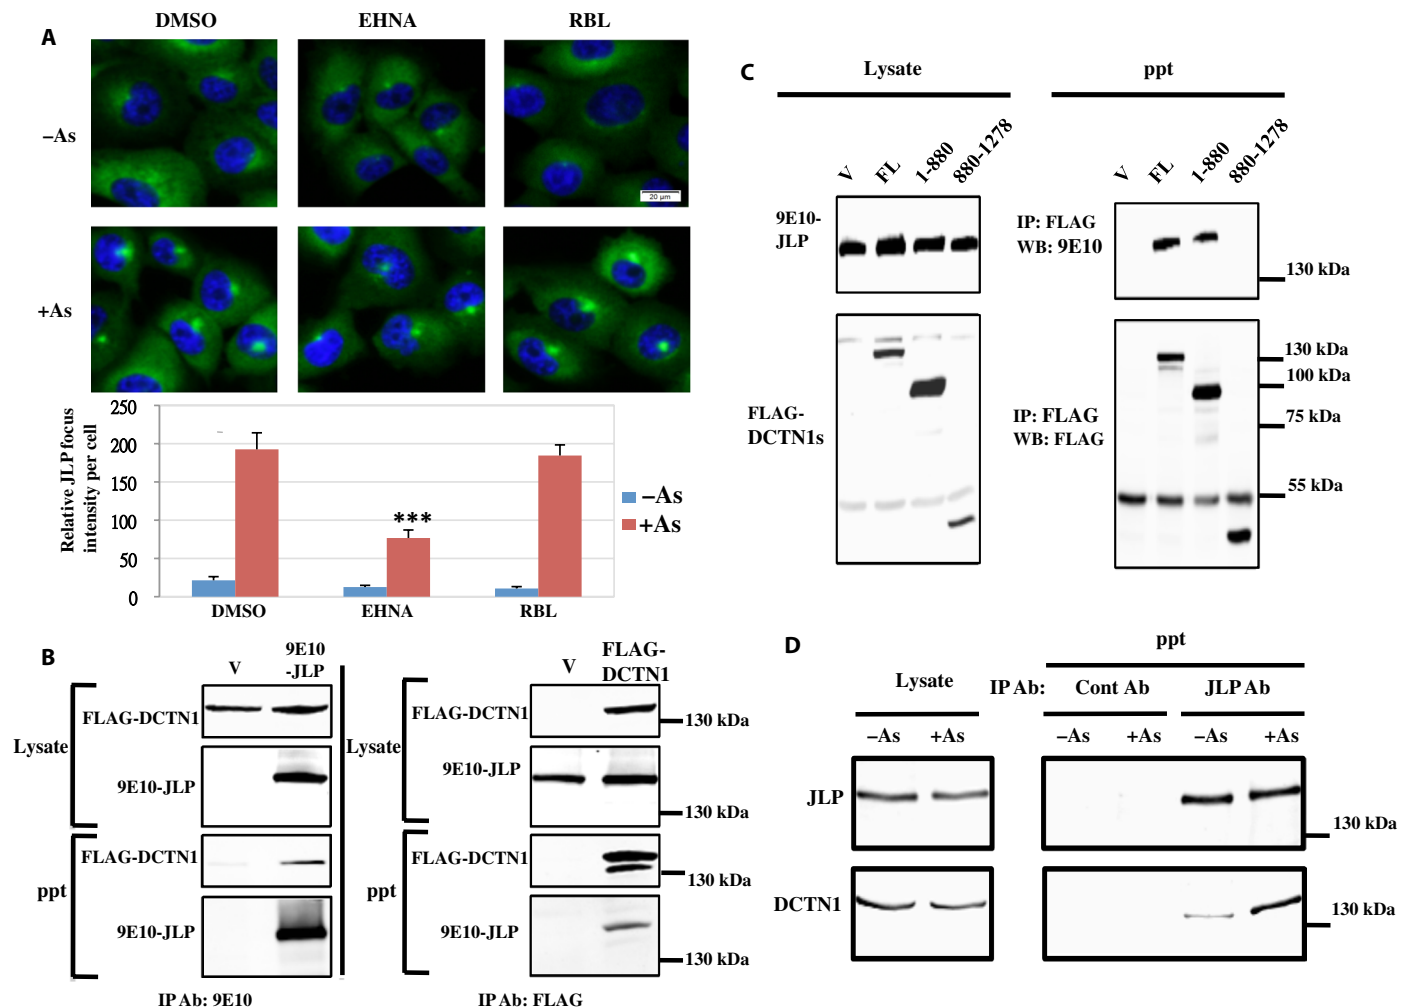 A
DMSO
EHNA
RBL
–As
20 µm
+As
Relative JLP focus
intensity per cell
250
200
150
100
50
0
***
–As
+As
DMSO
EHNA
RBL
B
V
9E10
-JLP
Lysate
FLAG-DCTN1
9E10-JLP
ppt
FLAG-DCTN1
9E10-JLP
IP Ab: 9E10
V
FLAG-
DCTN1
Lysate
FLAG-DCTN1
130 kDa
9E10-JLP
130 kDa
ppt
FLAG-DCTN1
130 kDa
9E10-JLP
130 kDa
IP Ab: FLAG
C
Lysate
ppt
V
FL
1-880
880-1278
V
FL
1-880
880-1278
9E10-
JLP
IP: FLAG
WB: 9E10
130 kDa
FLAG-
DCTN1s
IP: FLAG
WB: FLAG
130 kDa
100 kDa
75 kDa
55 kDa
D
ppt
Lysate
IP Ab:
Cont Ab
JLP Ab
–As
+As
–As
+As
–As
+As
JLP
130 kDa
DCTN1
130 kDa